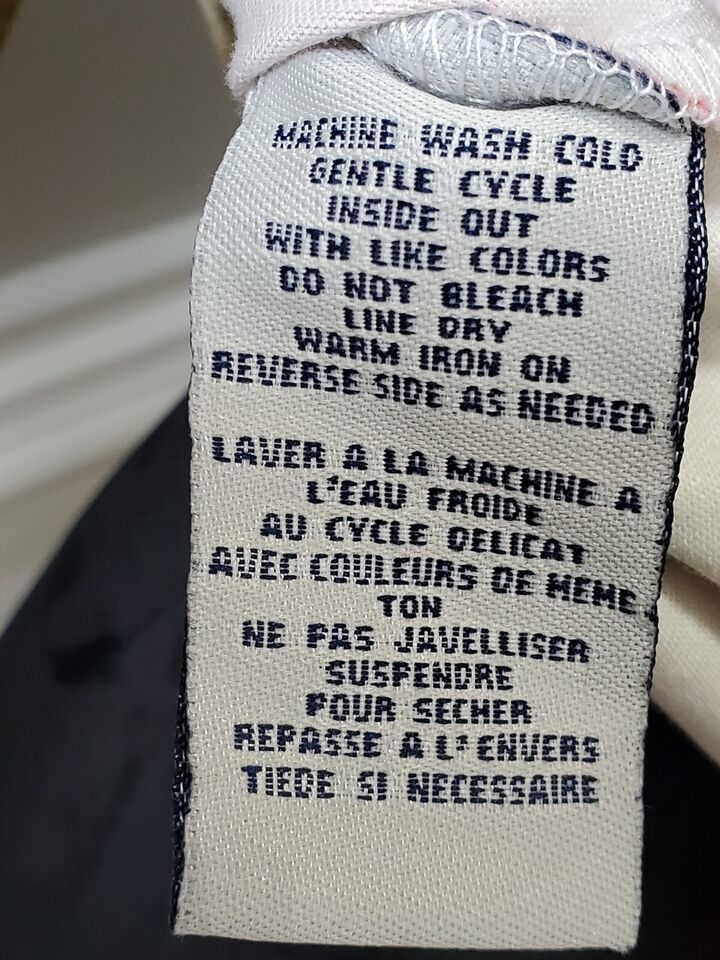 MACHINE WASH COLD
GENTLE CYCLE
INSIDE OUT
WITH LIKE COLORS
DO NOT BLEACH
LINE DRY
WARM IRON ON
REVERSE SIDE AS NEEDED
LAVER A LA MACHINE A
L'EAU FROIDE
AU CYCLE DELICAT
AVEC COULEURS DE MEME
TON
NE PAS JAVELLISER
SUSPENDRE
POUR SECHER
REPASSE A L'ENVERS
TIEDE SI NECESSAIRE